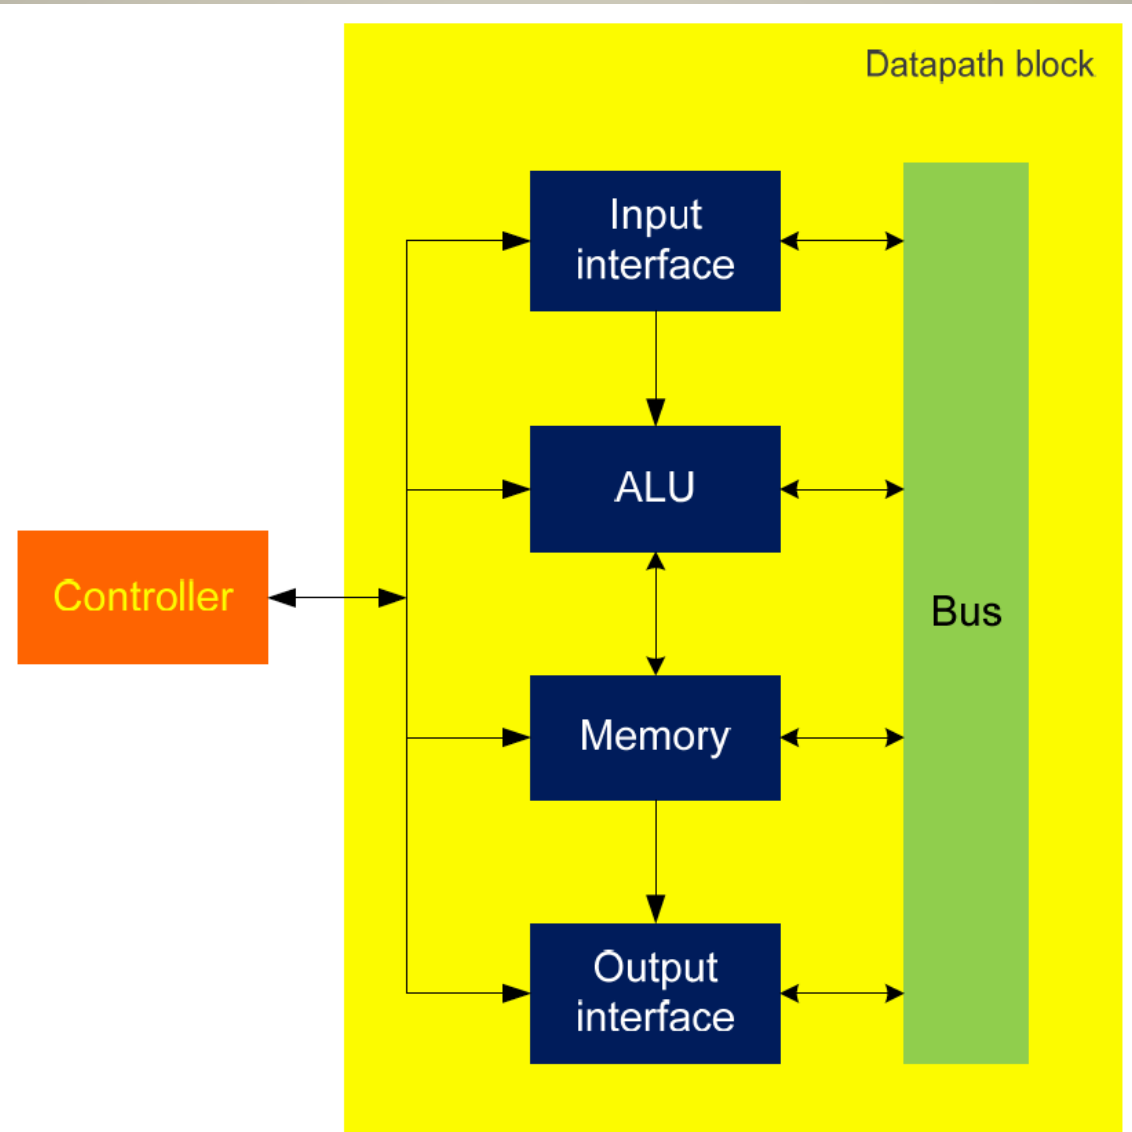 Datapath block
Input
interface
ALU
Controller
Bus
Memory
Output
interface